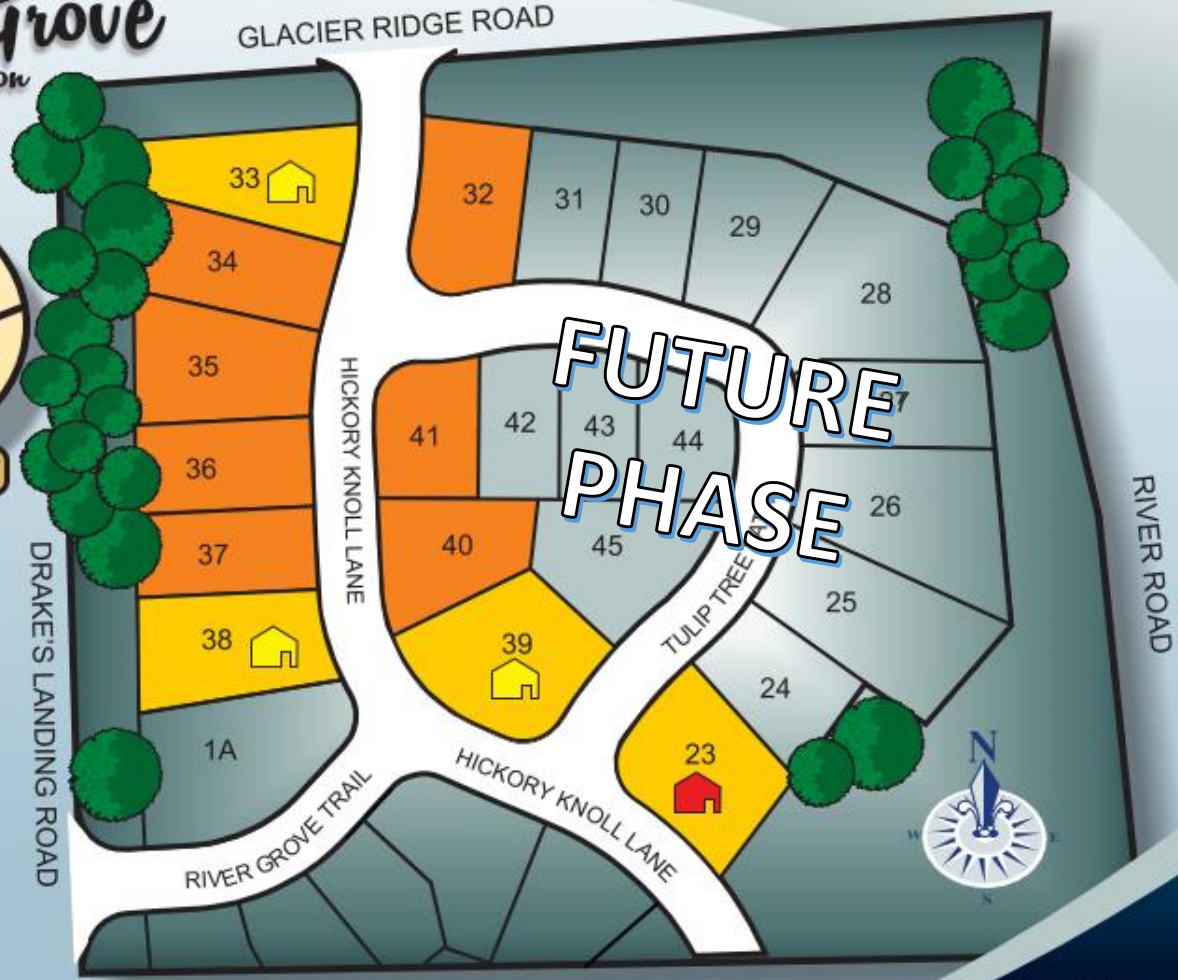 Grove
GLACIER RIDGE ROAD
33
32
31
30
29
34
28
35
FUTURE
27
41
42
43
44
HICKORY KNOLL LANE
36
PHASE
26
37
40
45
RIVER ROAD
DRAKE'S LANDING ROAD
TULIP TREE
25
38
39
24
1A
23
HICKORY KNOLL LANE
RIVER GROVE TRAIL
N
W
E
S